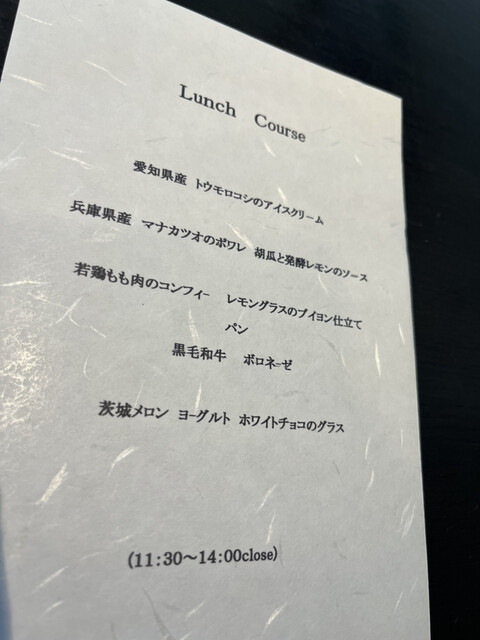 Lunch Course
愛知県産 トウモロコシのアイスクリーム
兵庫県産 マナカツオのポワレ 胡瓜と発酵レモンのソース
若鶏もも肉のコンフィー レモングラスのブイヨン仕立て
パン
黒毛和牛 ボロネーゼ
茨城メロン ヨーグルト ホワイトチョコのグラス
(11:30〜14:00close)